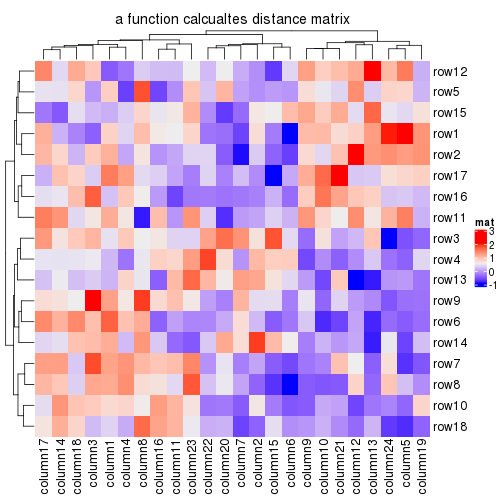 a function calcualtes distance matrix
row12
row5
row15
row1
row2
row17
row16
row11
row3
row4
row13
row9
row6
row14
row7
row8
row10
row18
mat
3
2
1
0
-1
column17
column14
column18
column3
column1
column4
column8
column16
column11
column23
column22
column20
column7
column2
column15
column6
column9
column10
column21
column12
column13
column24
column5
column19